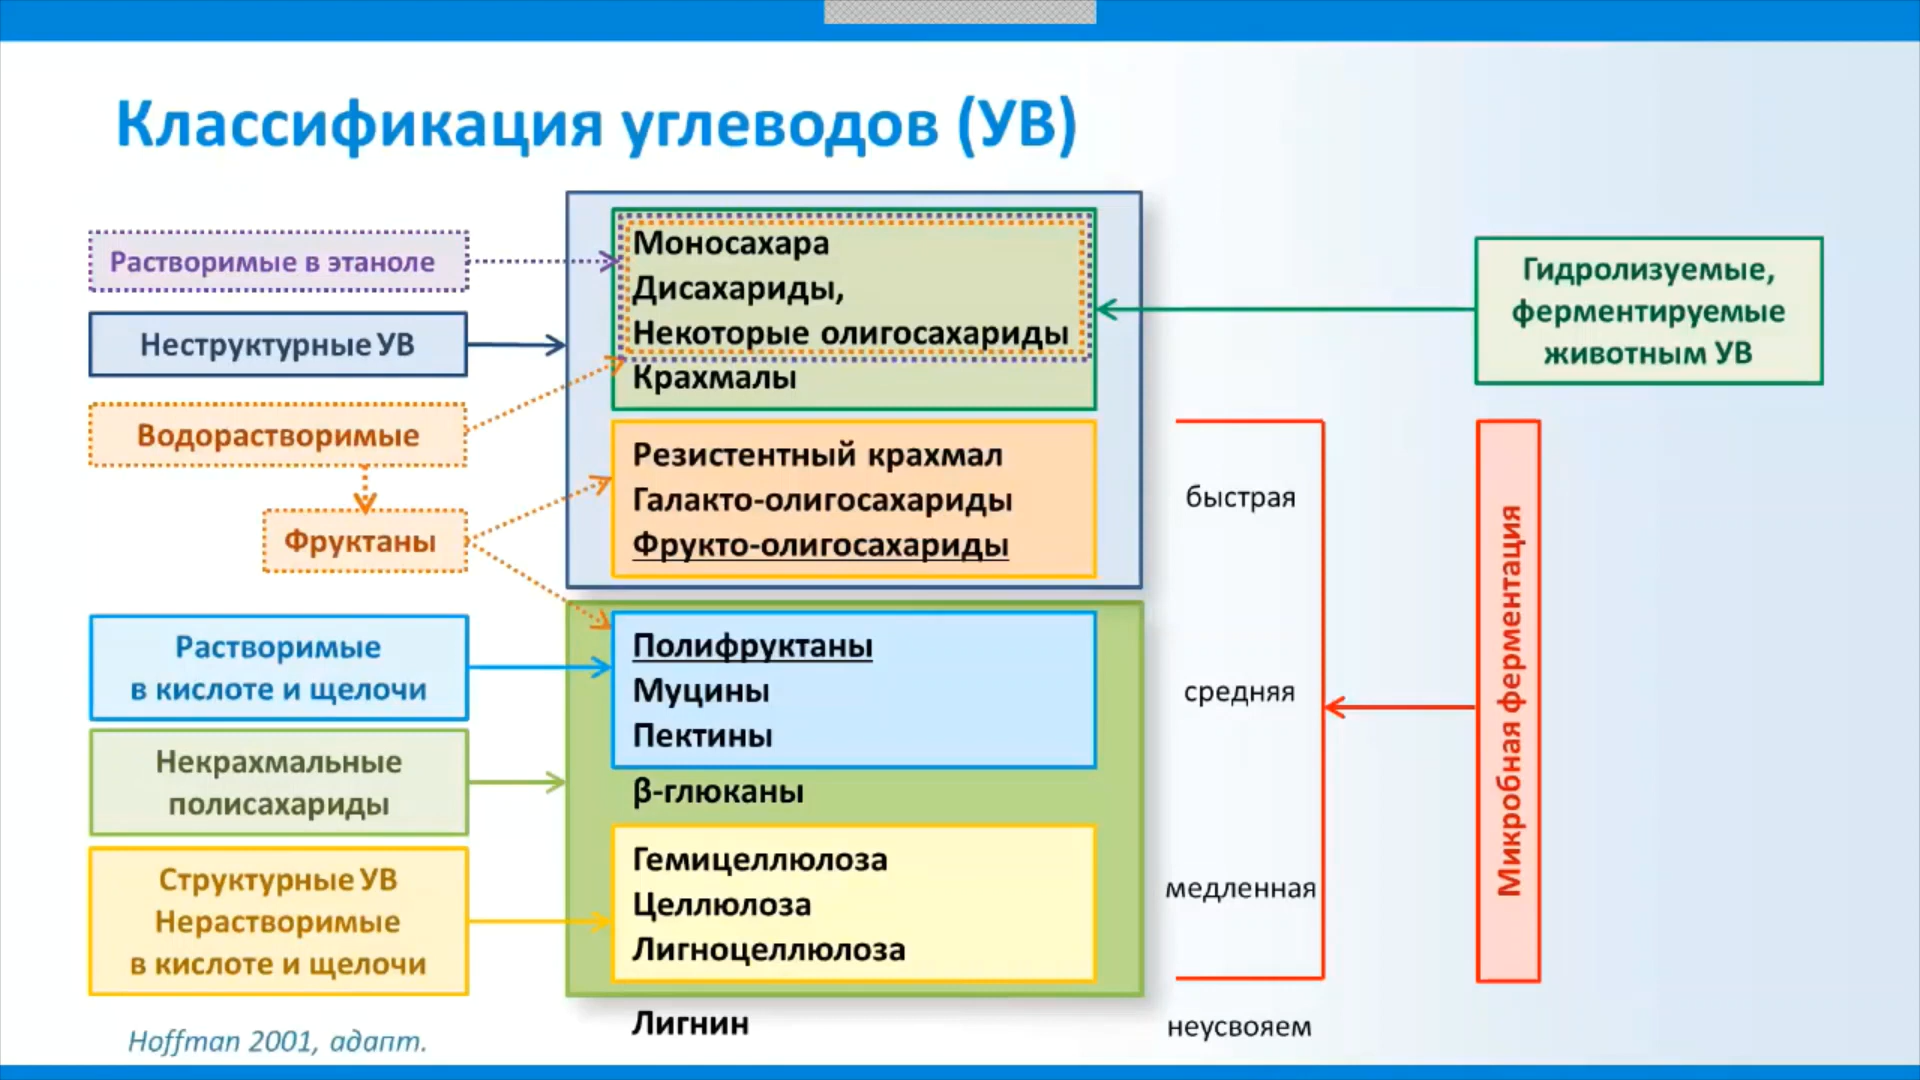 Классификация углеводов (УВ)
Растворимые в этаноле
Неструктурные УВ
Водорастворимые
Фруктаны
Растворимые
в кислоте и щелочи
Некрахмальные
полисахариды
Структурные УВ
Нерастворимые
в кислоте и щелочи
Моносахара
Дисахариды,
Некоторые олигосахариды
Крахмалы
Резистентный крахмал
Галакто-олигосахариды
Фрукто-олигосахариды
Полифруктаны
Муцины
Пектины
β-глюканы
Гемицеллюлоза
Целлюлоза
Лигноцеллюлоза
Лигнин
быстрая
средняя
медленная
неусвояем
Гидролизуемые,
ферментируемые
животным УВ
Микробная ферментация
Hoffman 2001, адапт.